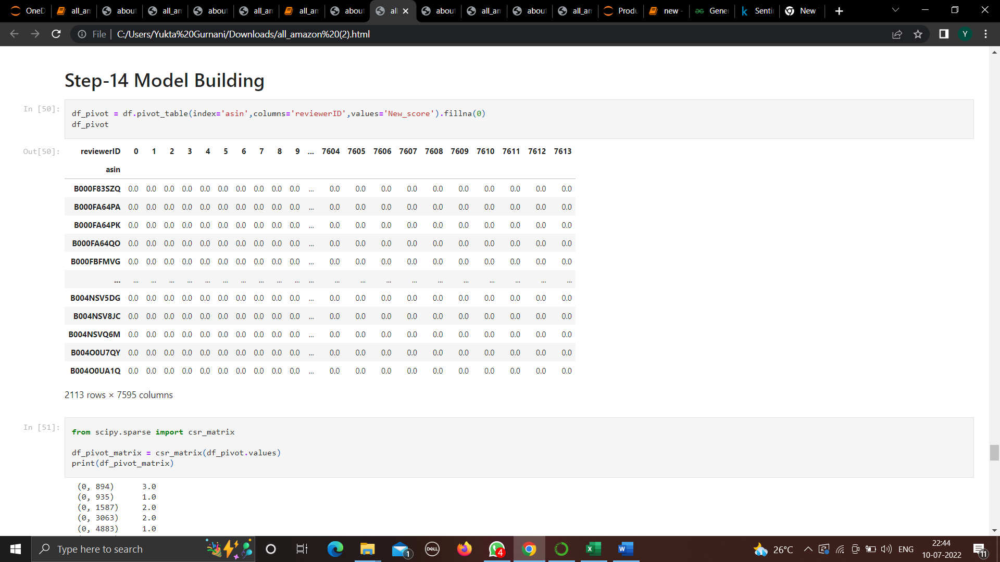 OneD
all_am
about
all_am
about
all_am
all_am
about
all
about
all_am
about
all_am
Produ
new -
Gene
Senti
New
File
C:/Users/Yukta%20Gurnani/Downloads/all_amazon%20(2).html
Y
Step-14 Model Building
In [50]:
df_pivot = df.pivot_table(index='asin',columns='reviewerID',values='New_score').fillna(0)
df_pivot
Out[50]:
reviewerID 0 1 2 3 4 5 6 7 8 9 ... 7604 7605 7606 7607 7608 7609 7610 7611 7612 7613
asin
B000F83SZQ 0.0 0.0 0.0 0.0 0.0 0.0 0.0 0.0 0.0 0.0 ... 0.0 0.0 0.0 0.0 0.0 0.0 0.0 0.0 0.0 0.0
B000FA64PA 0.0 0.0 0.0 0.0 0.0 0.0 0.0 0.0 0.0 0.0 ... 0.0 0.0 0.0 0.0 0.0 0.0 0.0 0.0 0.0 0.0
B000FA64PK 0.0 0.0 0.0 0.0 0.0 0.0 0.0 0.0 0.0 0.0 ... 0.0 0.0 0.0 0.0 0.0 0.0 0.0 0.0 0.0 0.0
B000FA64QO 0.0 0.0 0.0 0.0 0.0 0.0 0.0 0.0 0.0 0.0 ... 0.0 0.0 0.0 0.0 0.0 0.0 0.0 0.0 0.0 0.0
B000FBFMVG 0.0 0.0 0.0 0.0 0.0 0.0 0.0 0.0 0.0 0.0 ... 0.0 0.0 0.0 0.0 0.0 0.0 0.0 0.0 0.0 0.0
... ... ... ... ... ... ... ... ... ... ... ... ... ... ... ... ... ... ... ... ... ...
B004NSV5DG 0.0 0.0 0.0 0.0 0.0 0.0 0.0 0.0 0.0 0.0 ... 0.0 0.0 0.0 0.0 0.0 0.0 0.0 0.0 0.0 0.0
B004NSV8JC 0.0 0.0 0.0 0.0 0.0 0.0 0.0 0.0 0.0 0.0 ... 0.0 0.0 0.0 0.0 0.0 0.0 0.0 0.0 0.0 0.0
B004NSVQ6M 0.0 0.0 0.0 0.0 0.0 0.0 0.0 0.0 0.0 0.0 ... 0.0 0.0 0.0 0.0 0.0 0.0 0.0 0.0 0.0 0.0
B004O0U7QY 0.0 0.0 0.0 0.0 0.0 0.0 0.0 0.0 0.0 0.0 ... 0.0 0.0 0.0 0.0 0.0 0.0 0.0 0.0 0.0 0.0
B004O0UA1Q 0.0 0.0 0.0 0.0 0.0 0.0 0.0 0.0 0.0 0.0 ... 0.0 0.0 0.0 0.0 0.0 0.0 0.0 0.0 0.0 0.0
2113 rows × 7595 columns
In [51]:
from scipy.sparse import csr_matrix
df_pivot_matrix = csr_matrix(df_pivot.values)
print(df_pivot_matrix)
(0, 894) 3.0
(0, 935) 1.0
(0, 1587) 2.0
(0, 3063) 2.0
(0, 4883) 1.0
Type here to search
1
DELL
4
26°C
ENG
22:44
10-07-2022
11